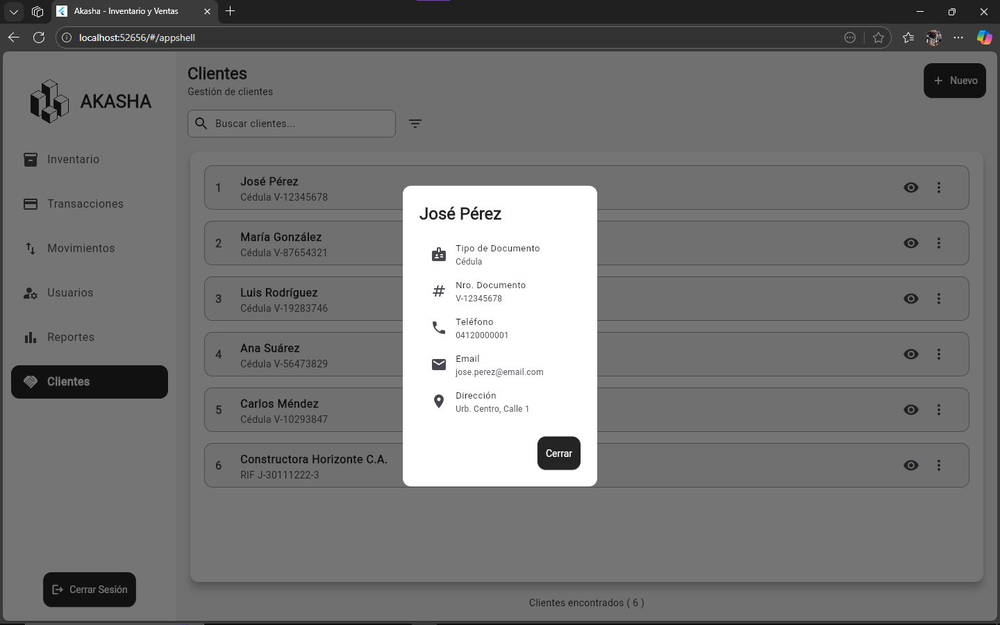 Akasha - Inventario y Ventas
localhost:52656/#/appshell
AKASHA
Inventario
Transacciones
Movimientos
Usuarios
Reportes
Clientes
Cerrar Sesión
Clientes
Gestión de clientes
Nuevo
Buscar clientes...
1
José Pérez
Cédula V-12345678
2
María González
Cédula V-87654321
3
Luis Rodríguez
Cédula V-19283746
4
Ana Suárez
Cédula V-56473829
5
Carlos Méndez
Cédula V-10293847
6
Constructora Horizonte C.A.
RIF J-30111222-3
José Pérez
Tipo de Documento
Cédula
Nro. Documento
V-12345678
Teléfono
04120000001
Email
jose.perez@email.com
Dirección
Urb. Centro, Calle 1
Cerrar
Clientes encontrados ( 6 )